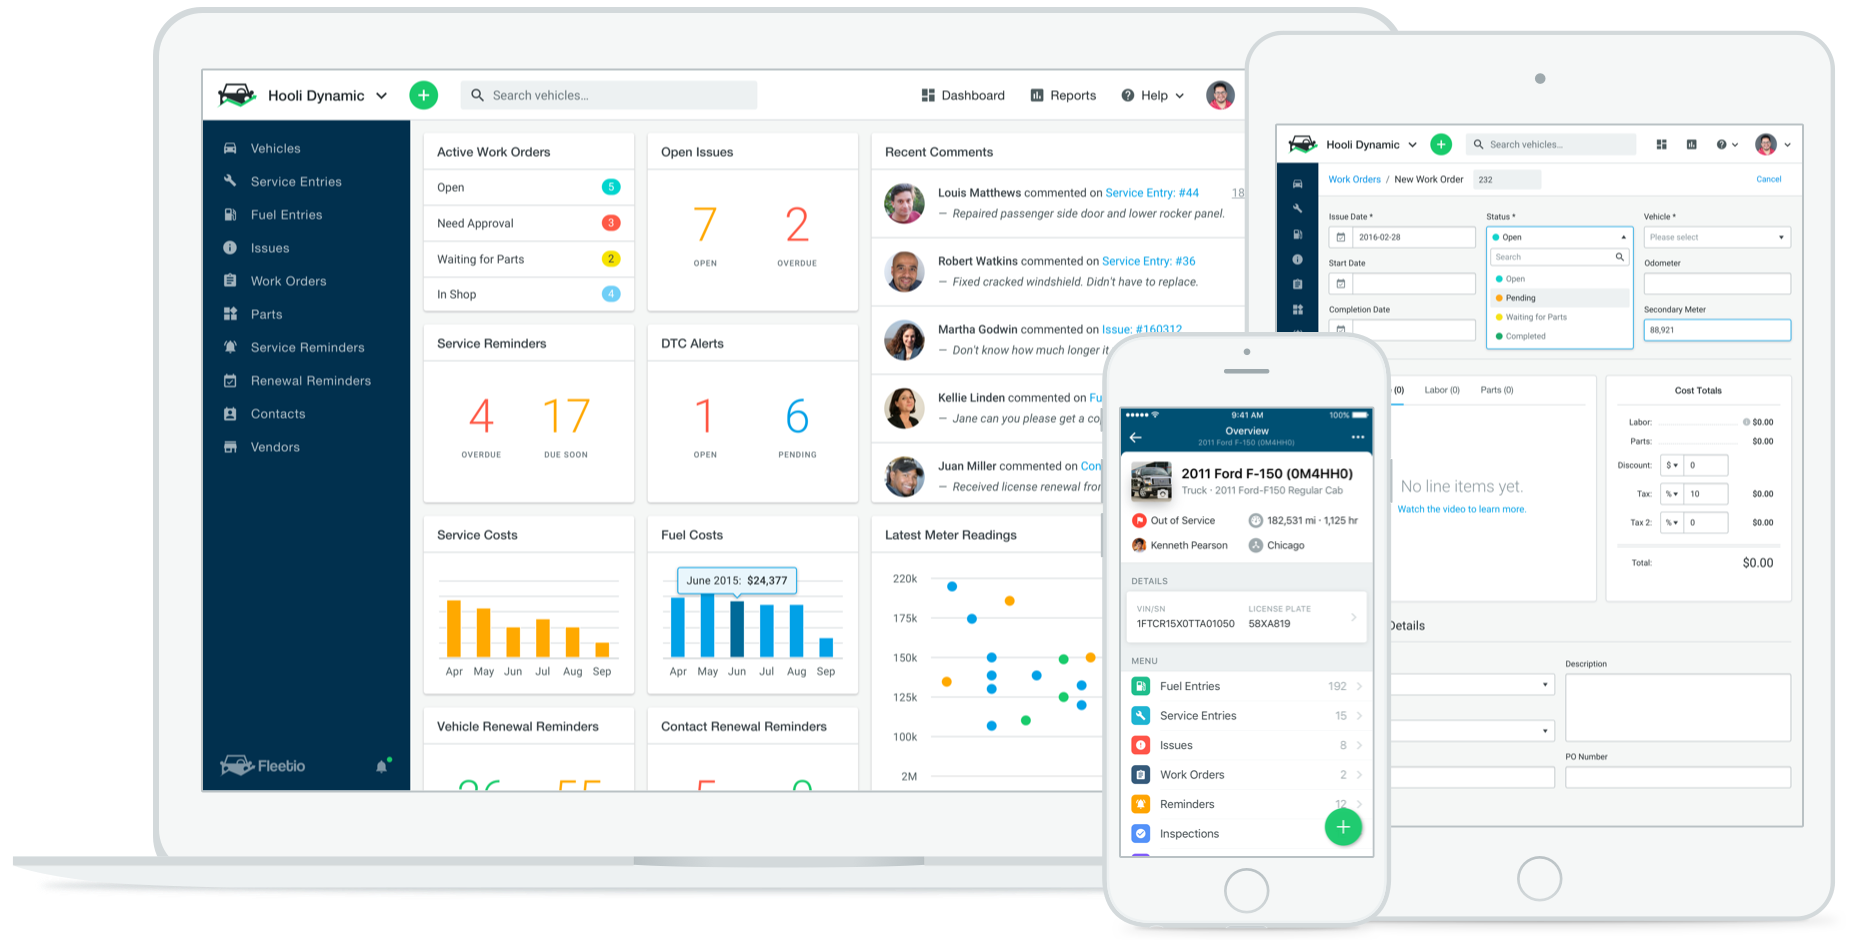 Hooli Dynamic
Search vehicles...
Dashboard
Reports
Help
Vehicles
Service Entries
Fuel Entries
Issues
Work Orders
Parts
Service Reminders
Renewal Reminders
Contacts
Vendors
Fleetio
Active Work Orders
Open 5
Need Approval 3
Waiting for Parts 2
In Shop 4
Open Issues
7 2
OPEN OVERDUE
Recent Comments
Louis Matthews commented on Service Entry: #44 18
– Repaired passenger side door and lower rocker panel.
Robert Watkins commented on Service Entry: #36
– Fixed cracked windshield. Didn't have to replace.
Martha Godwin commented on Issue: #160312
– Don't know how much longer it
Kellie Linden commented on Fu
– Jane can you please get a co
Juan Miller commented on Con
– Received license renewal from
Service Reminders
4 17
OVERDUE DUE SOON
DTC Alerts
1 6
OPEN PENDING
Service Costs
Apr May Jun Jul Aug Sep
Fuel Costs
June 2015: $24,377
Apr May Jun Jul Aug Sep
Latest Meter Readings
220k
175k
150k
125k
100k
2M
Vehicle Renewal Reminders
Contact Renewal Reminders
9:41 AM 100%
Overview
2011 Ford F-150 (0M4HH0)
2011 Ford F-150 (0M4HH0)
Truck · 2011 Ford-F150 Regular Cab
Out of Service 182,531 mi · 1,125 hr
Kenneth Pearson Chicago
DETAILS
VIN/SN LICENSE PLATE
1FTCR15X0TTA01050 58XA819
MENU
Fuel Entries 192
Service Entries 15
Issues 8
Work Orders 2
Reminders 12
Inspections
Hooli Dynamic
Search vehicles...
Work Orders / New Work Order 232 Cancel
Issue Date * Status * Vehicle *
2016-02-28 Open Please select
Start Date Search Odometer
Open
Pending
Completion Date Secondary Meter
Waiting for Parts
88,921
Completed
(0) Labor (0) Parts (0)
No line items yet.
Watch the video to learn more.
Cost Totals
Labor: $0.00
Parts: $0.00
Discount: $ 0
Tax: % 10 $0.00
Tax 2: % 0 $0.00
Total: $0.00
Details
Description
PO Number